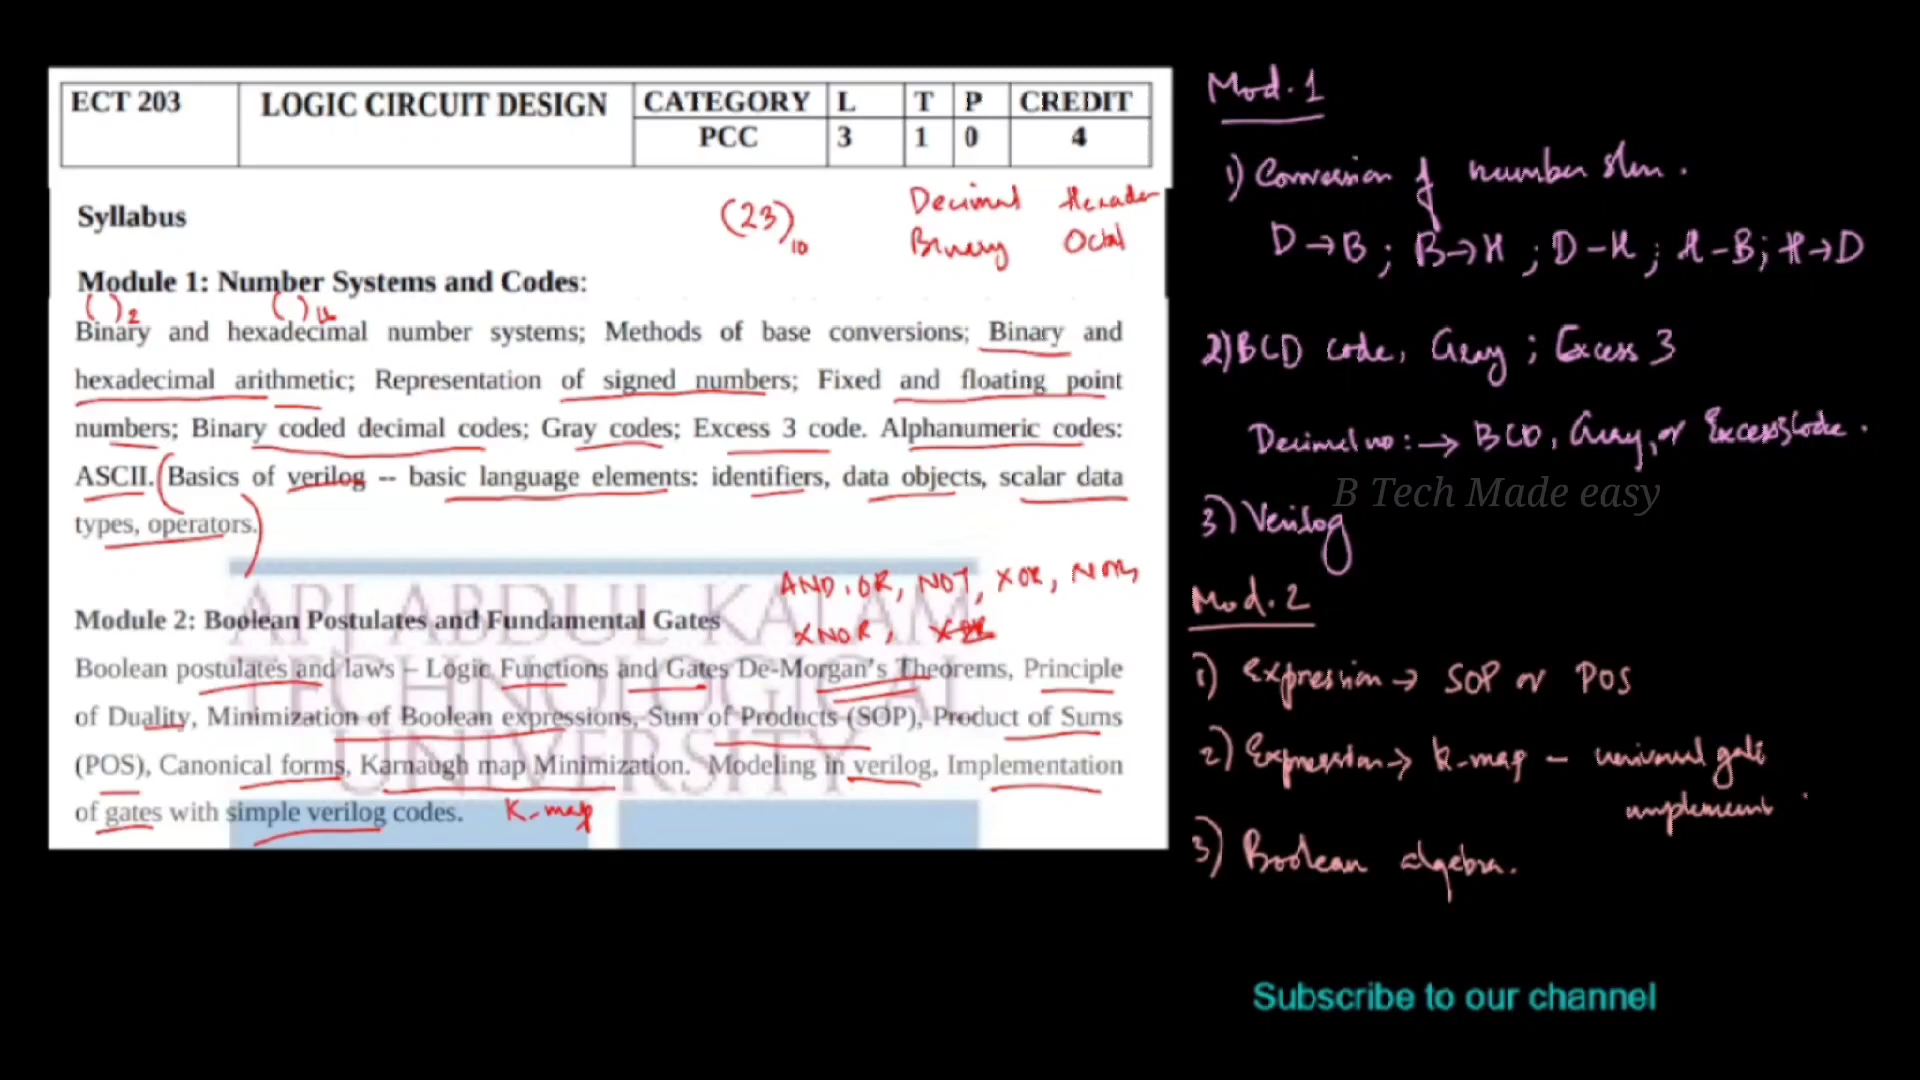 ECT 203 LOGIC CIRCUIT DESIGN CATEGORY L T P CREDIT
PCC 3 1 0 4
Syllabus
(23)10 Decimal
Binary Octal
Module 1: Number Systems and Codes:
( )2 ( )16
Binary and hexadecimal number systems; Methods of base conversions; Binary and
hexadecimal arithmetic; Representation of signed numbers; Fixed and floating point
numbers; Binary coded decimal codes; Gray codes; Excess 3 code. Alphanumeric codes:
ASCII. Basics of verilog -- basic language elements: identifiers, data objects, scalar data
types, operators.
AND, OR, NOT, XOR,
XNOR,
Module 2: Boolean Postulates and Fundamental Gates
Boolean postulates and laws – Logic Functions and Gates De-Morgan's Theorems, Principle
of Duality, Minimization of Boolean expressions, Sum of Products (SOP), Product of Sums
(POS), Canonical forms, Karnaugh map Minimization. Modeling in verilog, Implementation
of gates with simple verilog codes. K-map
API ABDUL KALAM
TECHNOLOGICAL
UNIVERSITY
Mod. 1
1) Conversion of number
D→B ; B→H ; D-H ; H-B; H→D
2) BCD code, Gray ; Excess 3
Decimal no: → BCD, Gray, or Excess3code.
B Tech Made easy
3) Verilog
Mod. 2
1) Expression → SOP or POS
2) Expression → K-map - universal gate
implement
3) Boolean algebra.
Subscribe to our channel